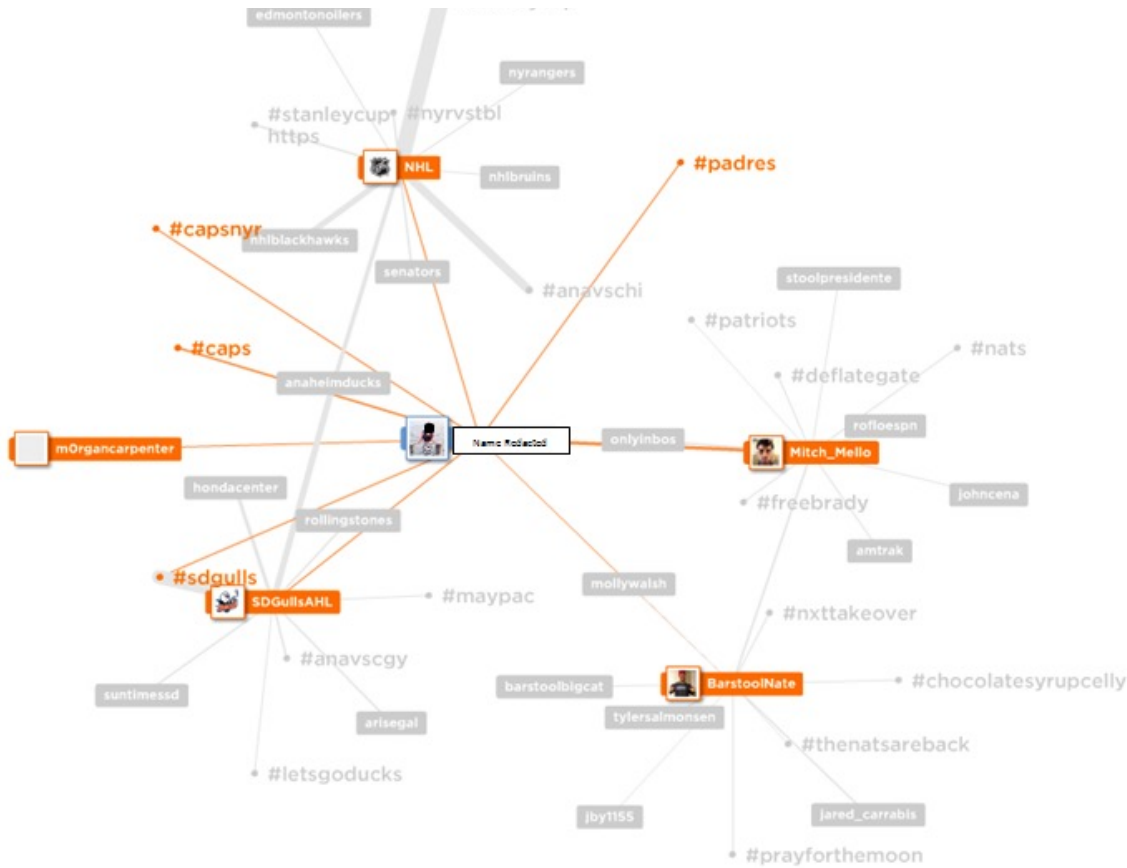 edmontonoilers
nyrangers
#stanleycup
https
#nyrvstbl
#padres
NHL
nhlbruins
#capsnyr
nhlblackhawks
senators
stoolpresidente
#anavschi
#patriots
#caps
#nats
anaheimducks
#deflategate
rofloespn
m0rgancarpenter
Name Redacted
onlyinbos
Mitch_Mello
hondacenter
#freebrady
johncena
rollingstones
amtrak
#sdgulls
mollywalsh
SDGullsAHL
#maypac
#nxttakeover
#anavscgy
suntimessd
barstoolbigcat
BarstoolNate
#chocolatesyrupcelly
arisegal
tylersalmonsen
#thenatsareback
#letsgoducks
jby1155
jared_carrabis
#prayforthemoon